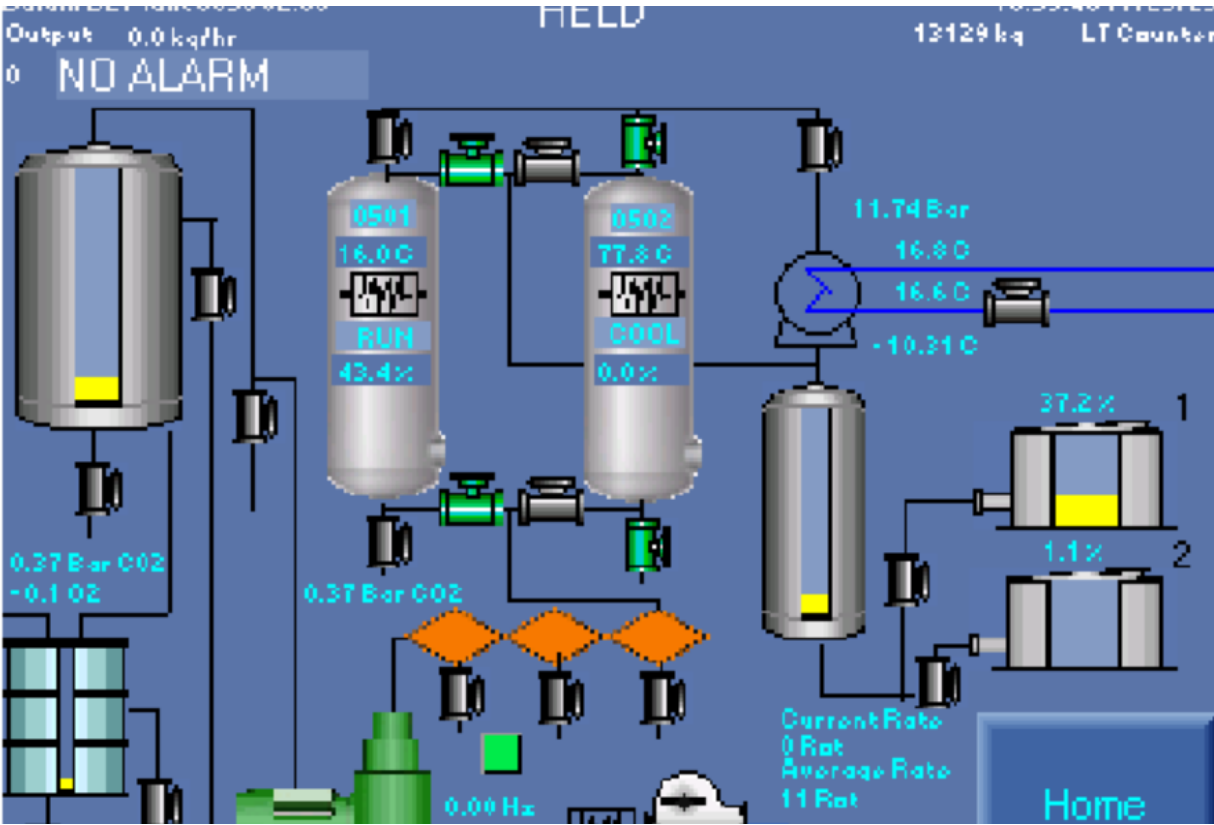 HELD
Output 0.0 kg/hr
13129 kg LT Counter
0 NO ALARM
0501
16.0 C
RUN
43.4 %
0502
77.8 C
COOL
0.0 %
11.74 Bar
16.8 C
16.6 C
-10.31 C
37.2 % 1
1.1 % 2
0.37 Bar CO2
-0.1 O2
0.37 Bar CO2
0.00 Hz
Current Rate
0 Rat
Average Rate
11 Rat
Home